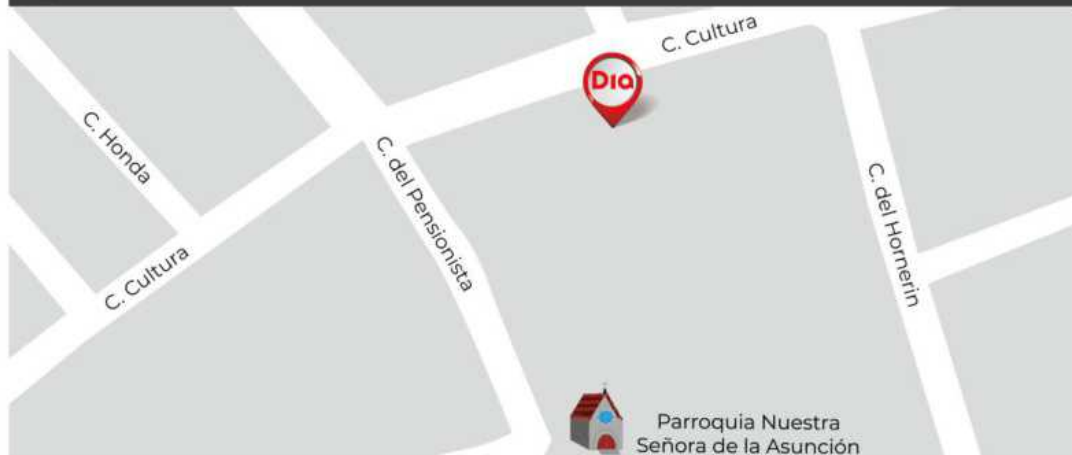 C. Cultura
Dia
C. Honda
C. del Pensionista
C. del Hornerin
C. Cultura
Parroquia Nuestra
Señora de la Asunción